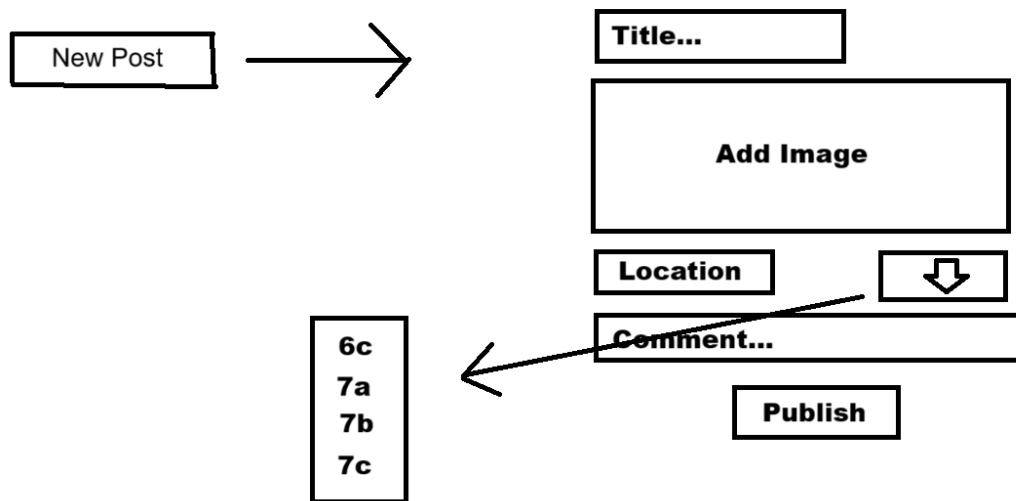 New Post
Title...
Add Image
Location
Comment...
Publish
6c
7a
7b
7c